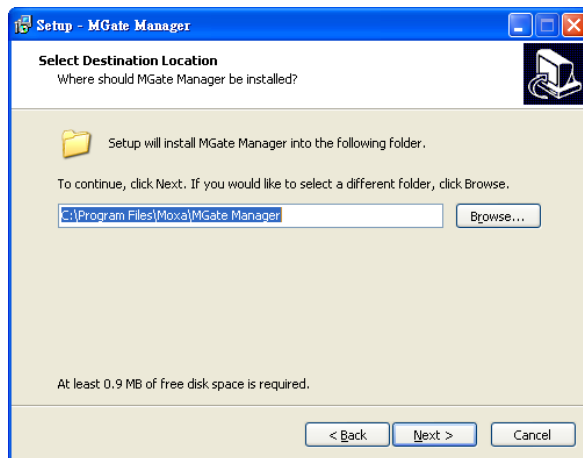 Setup - MGate Manager
Select Destination Location
Where should MGate Manager be installed?
Setup will install MGate Manager into the following folder.
To continue, click Next. If you would like to select a different folder, click Browse.
C:\Program Files\Moxa\MGate Manager
Browse...
At least 0.9 MB of free disk space is required.
< Back
Next >
Cancel